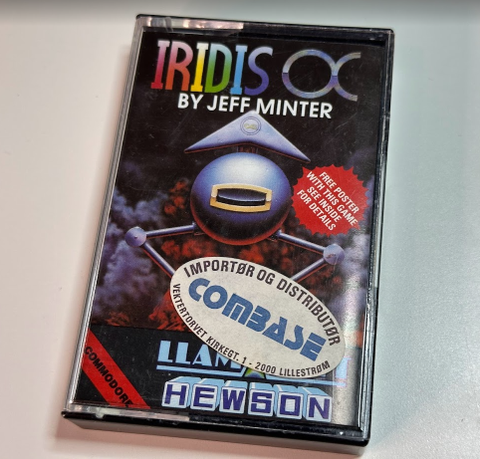 IRIDIS α
BY JEFF MINTER
FREE POSTER
WITH THIS GAME
SEE INSIDE
FOR DETAILS
IMPORTØR OG DISTRIBUTØR
COMBASE
VEKTERTORVET KIRKEGT. 1 - 2000 LILLESTRØM
COMMODORE
HEWSON